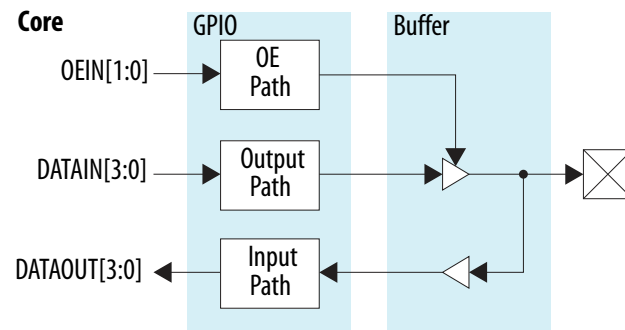 Core
GPIO
Buffer
OEIN[1:0]
OE
Path
DATAIN[3:0]
Output
Path
DATAOUT[3:0]
Input
Path